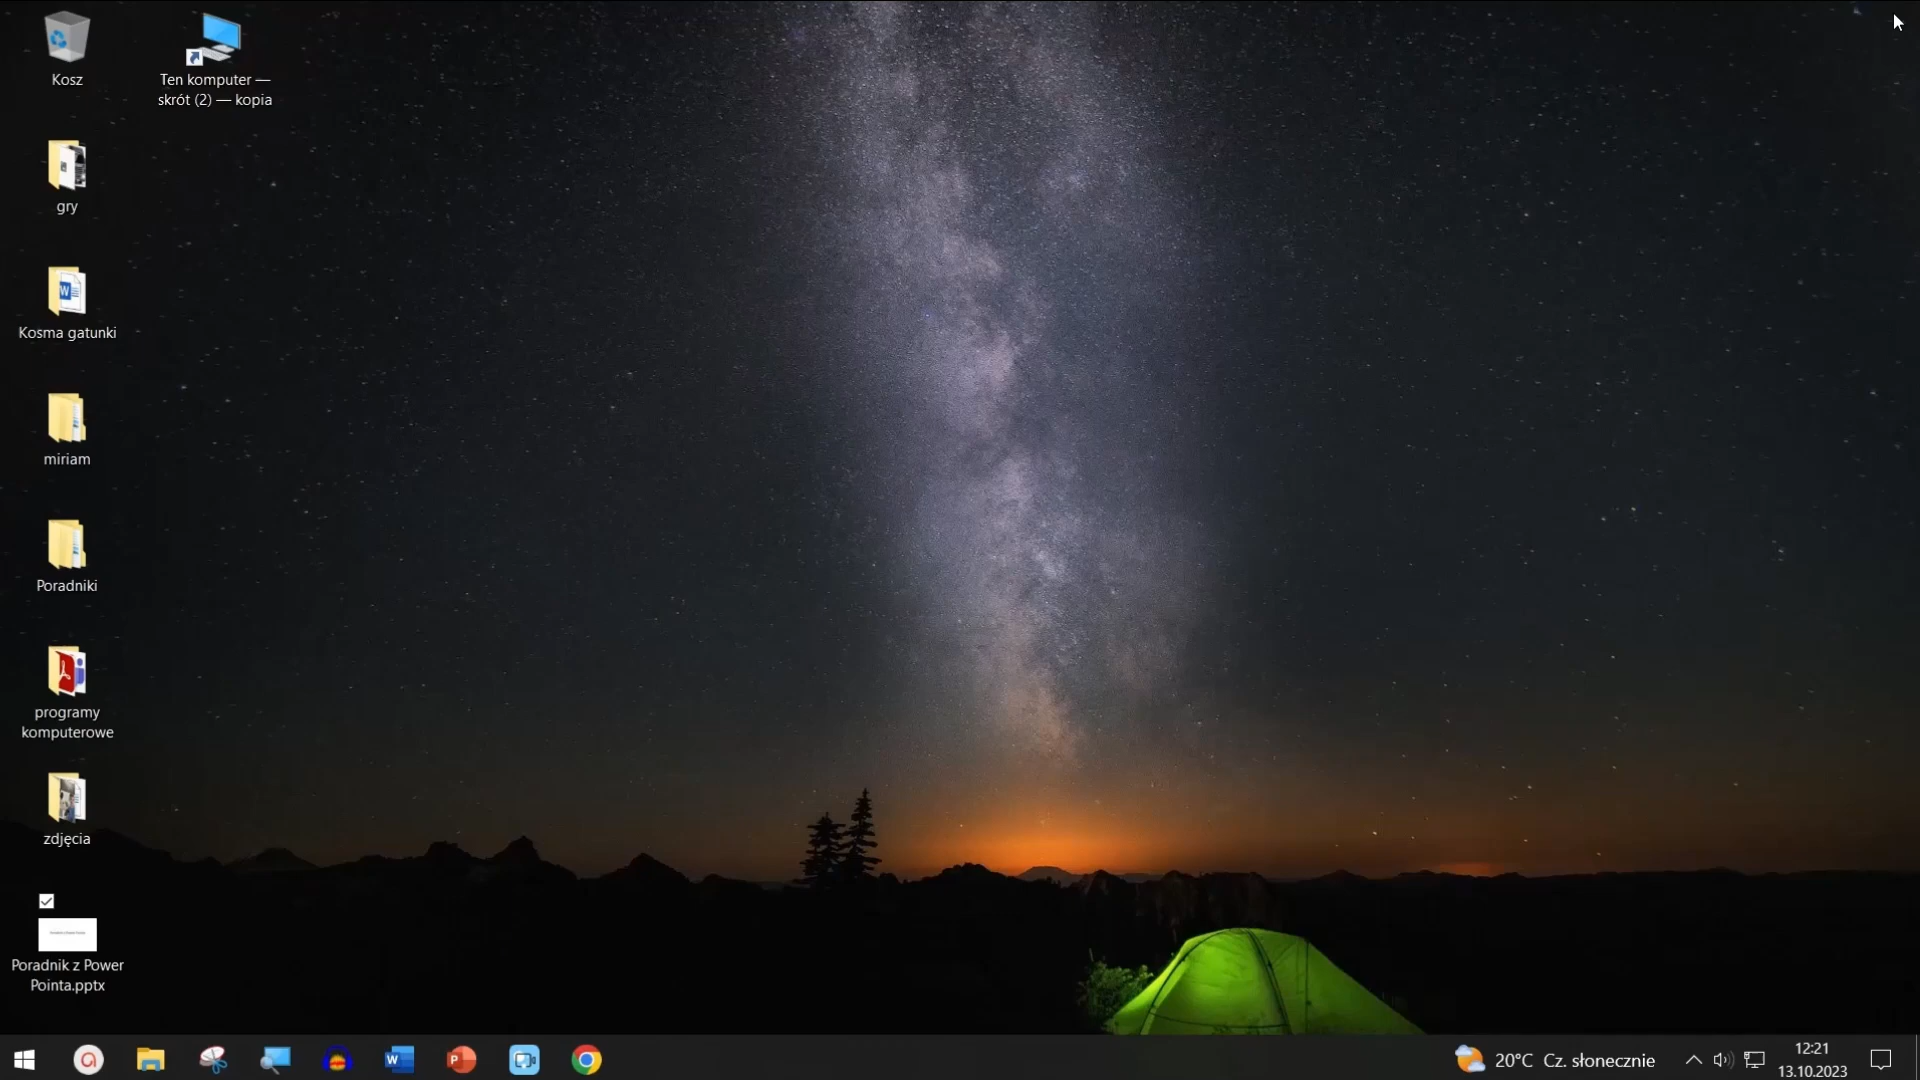 Kosz
Ten komputer —
skrót (2) — kopia
gry
Kosma gatunki
miriam
Poradniki
programy
komputerowe
zdjęcia
Poradnik z Power
Pointa.pptx
20°C Cz. słonecznie
12:21
13.10.2023